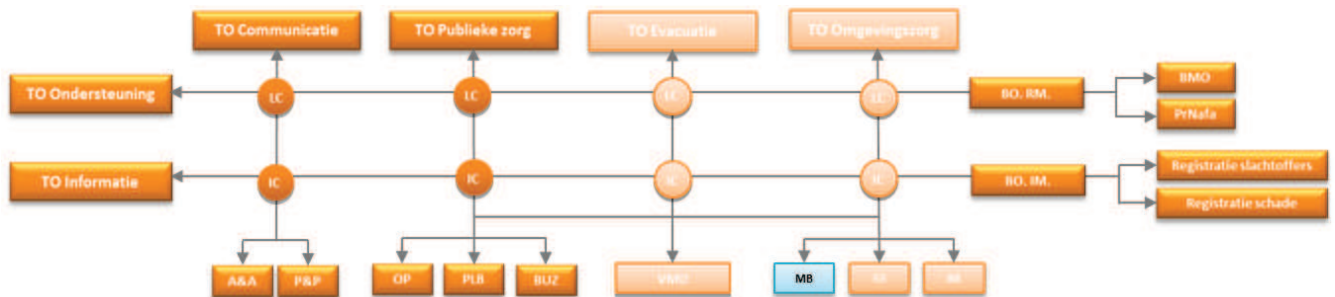 TO Communicatie
TO Publieke zorg
TO Evacuatie
TO Omgevingszorg
TO Ondersteuning
LC
LC
LC
LC
BO. RM.
BMO
PrNafa
TO Informatie
IC
IC
IC
IC
BO. IM.
Registratie slachtoffers
Registratie schade
A&A
P&P
OP
PLB
BUZ
MB